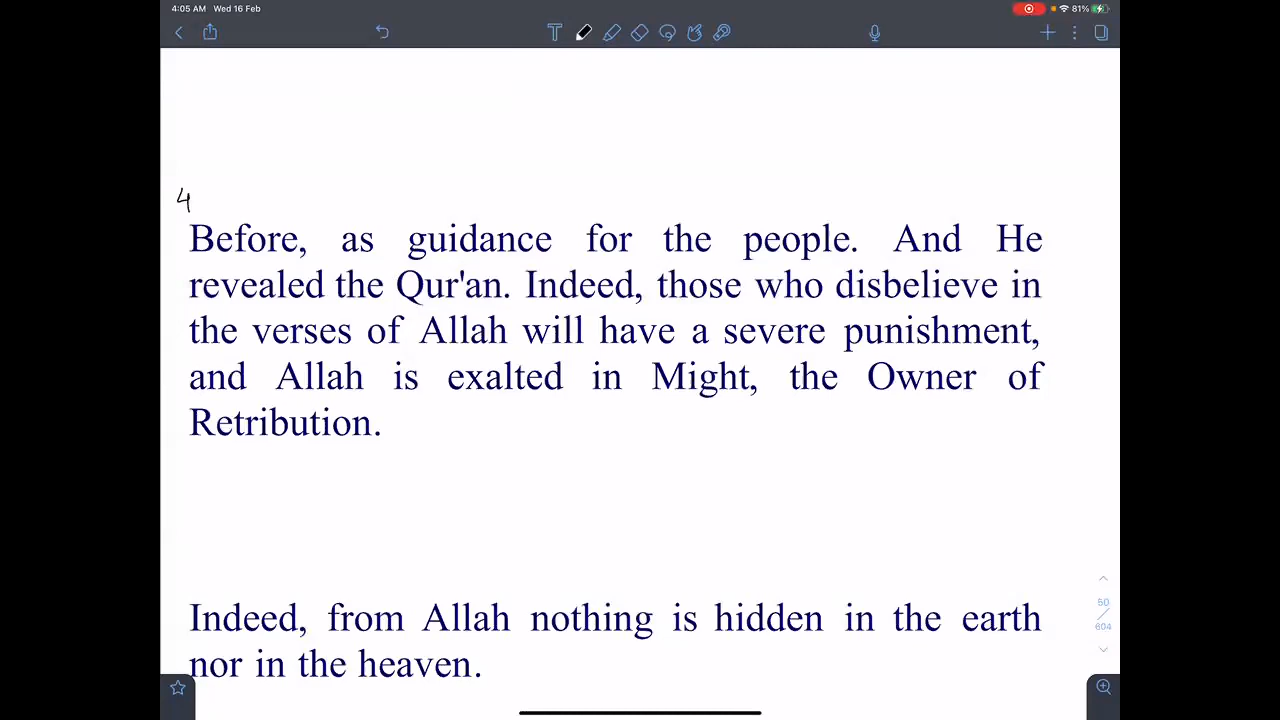 4:05 AM Wed 16 Feb
81%
4
Before, as guidance for the people. And He
revealed the Qur'an. Indeed, those who disbelieve in
the verses of Allah will have a severe punishment,
and Allah is exalted in Might, the Owner of
Retribution.
50
604
Indeed, from Allah nothing is hidden in the earth
nor in the heaven.